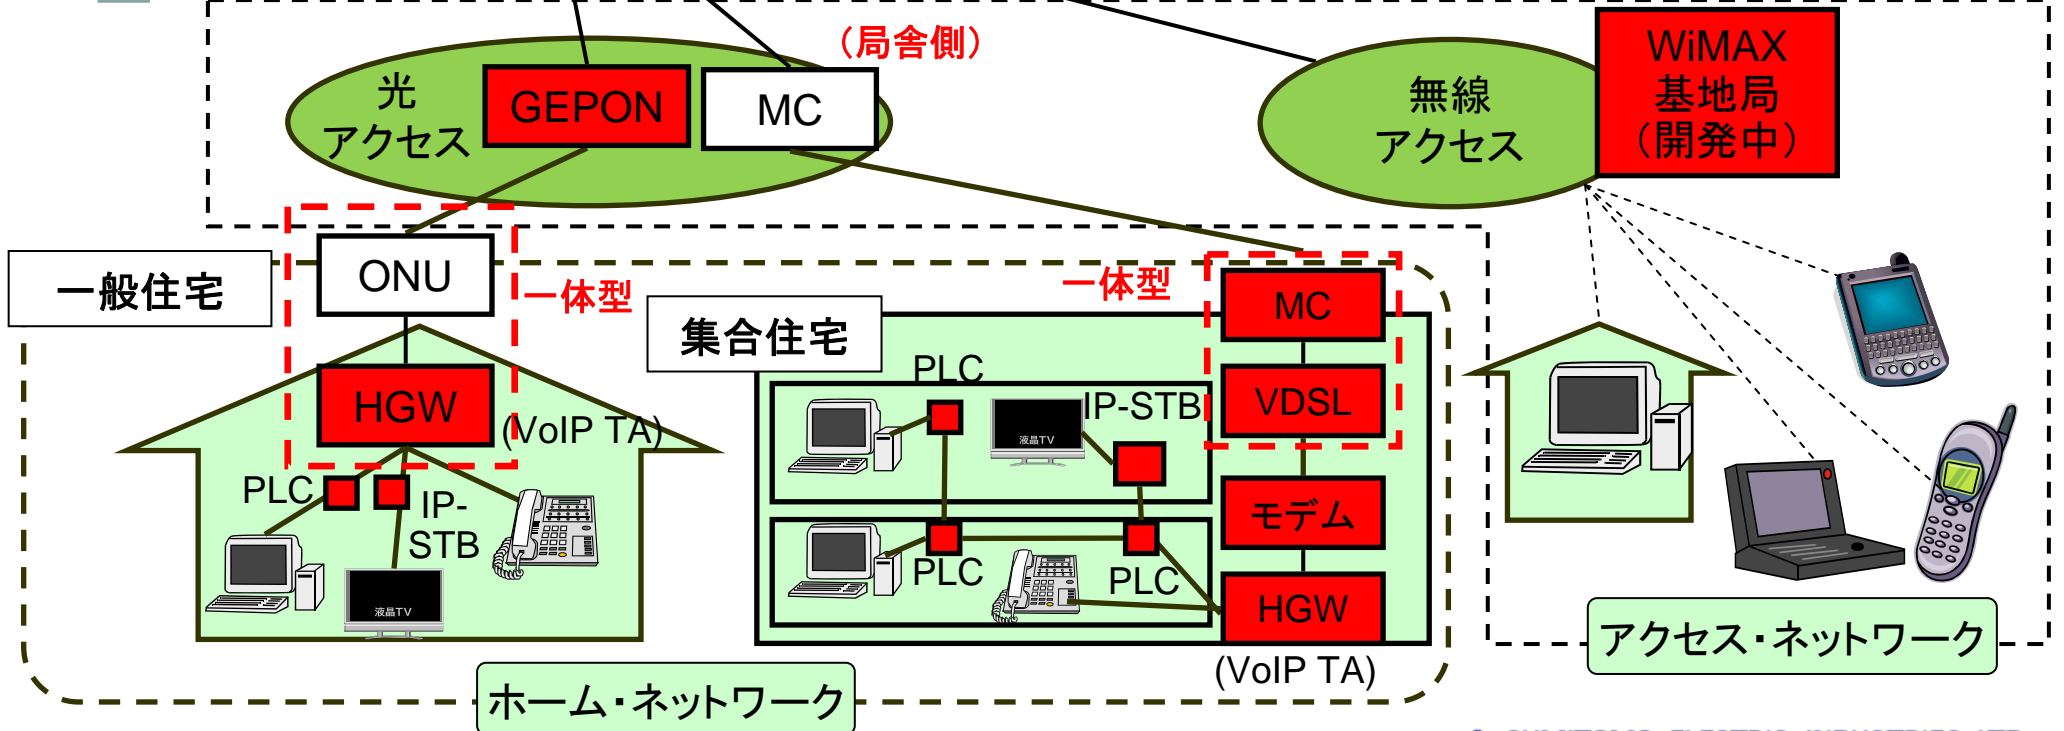 (局舎側)
光
アクセス
GEPON
MC
無線
アクセス
WiMAX
基地局
(開発中)
一般住宅
ONU
一体型
HGW
(VoIP TA)
PLC
IP-
STB
液晶TV
集合住宅
一体型
MC
VDSL
モデム
HGW
(VoIP TA)
PLC
IP-STB
液晶TV
PLC
PLC
ホーム・ネットワーク
アクセス・ネットワーク